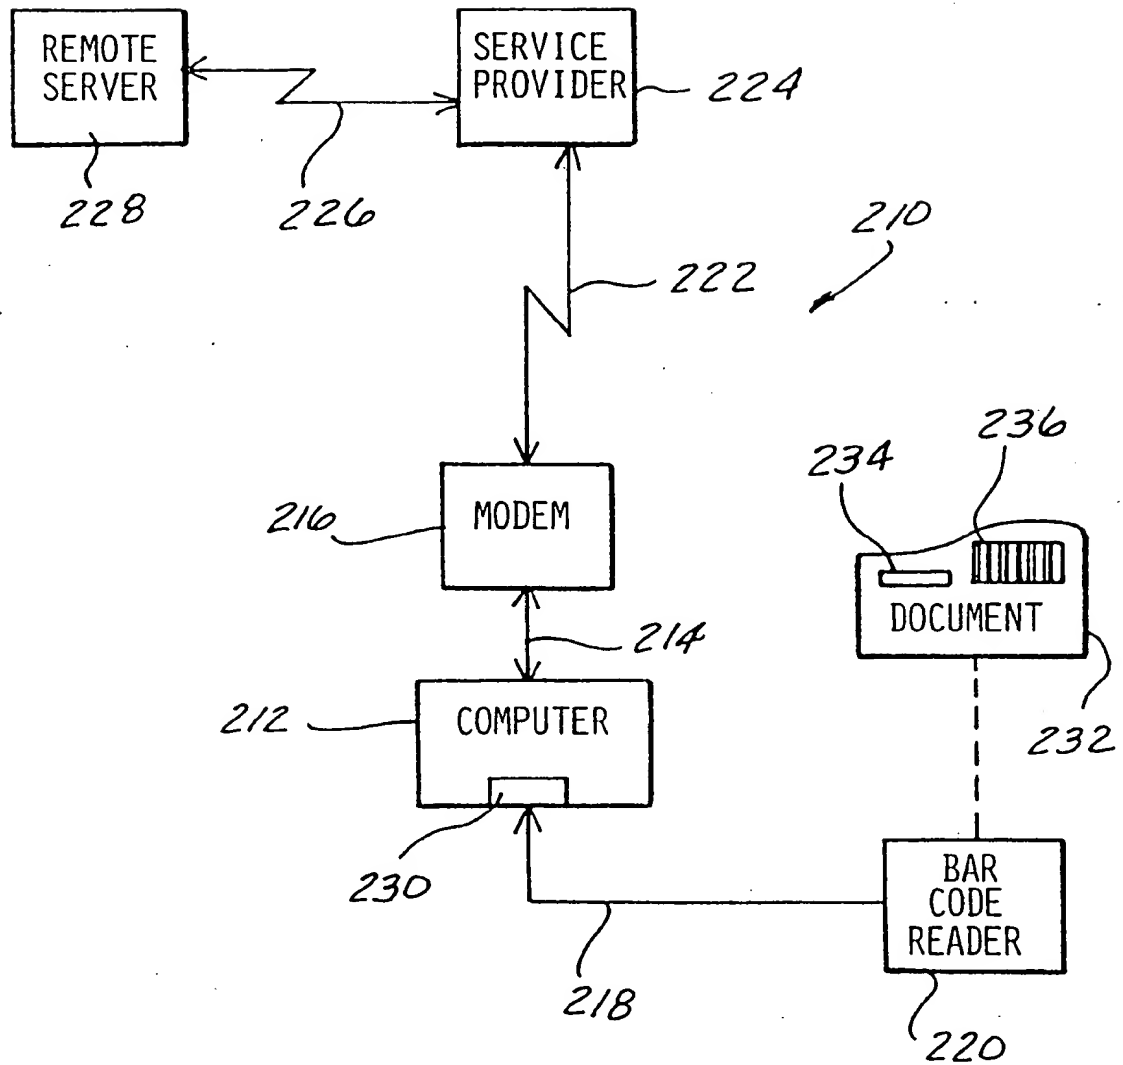 REMOTE
SERVER
228
226
SERVICE
PROVIDER
224
222
210
216
MODEM
214
212
COMPUTER
230
218
234
236
DOCUMENT
232
BAR
CODE
READER
220